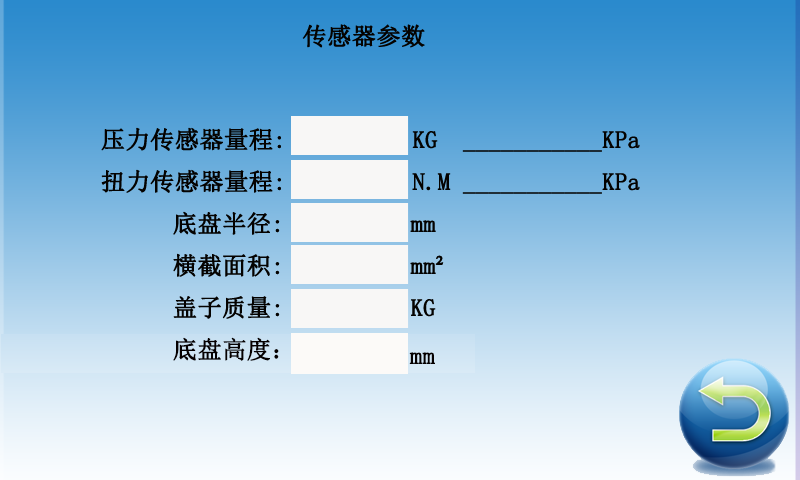 传感器参数
压力传感器量程: KG ___________KPa
扭力传感器量程: N.M ___________KPa
底盘半径: mm
横截面积: mm²
盖子质量: KG
底盘高度： mm